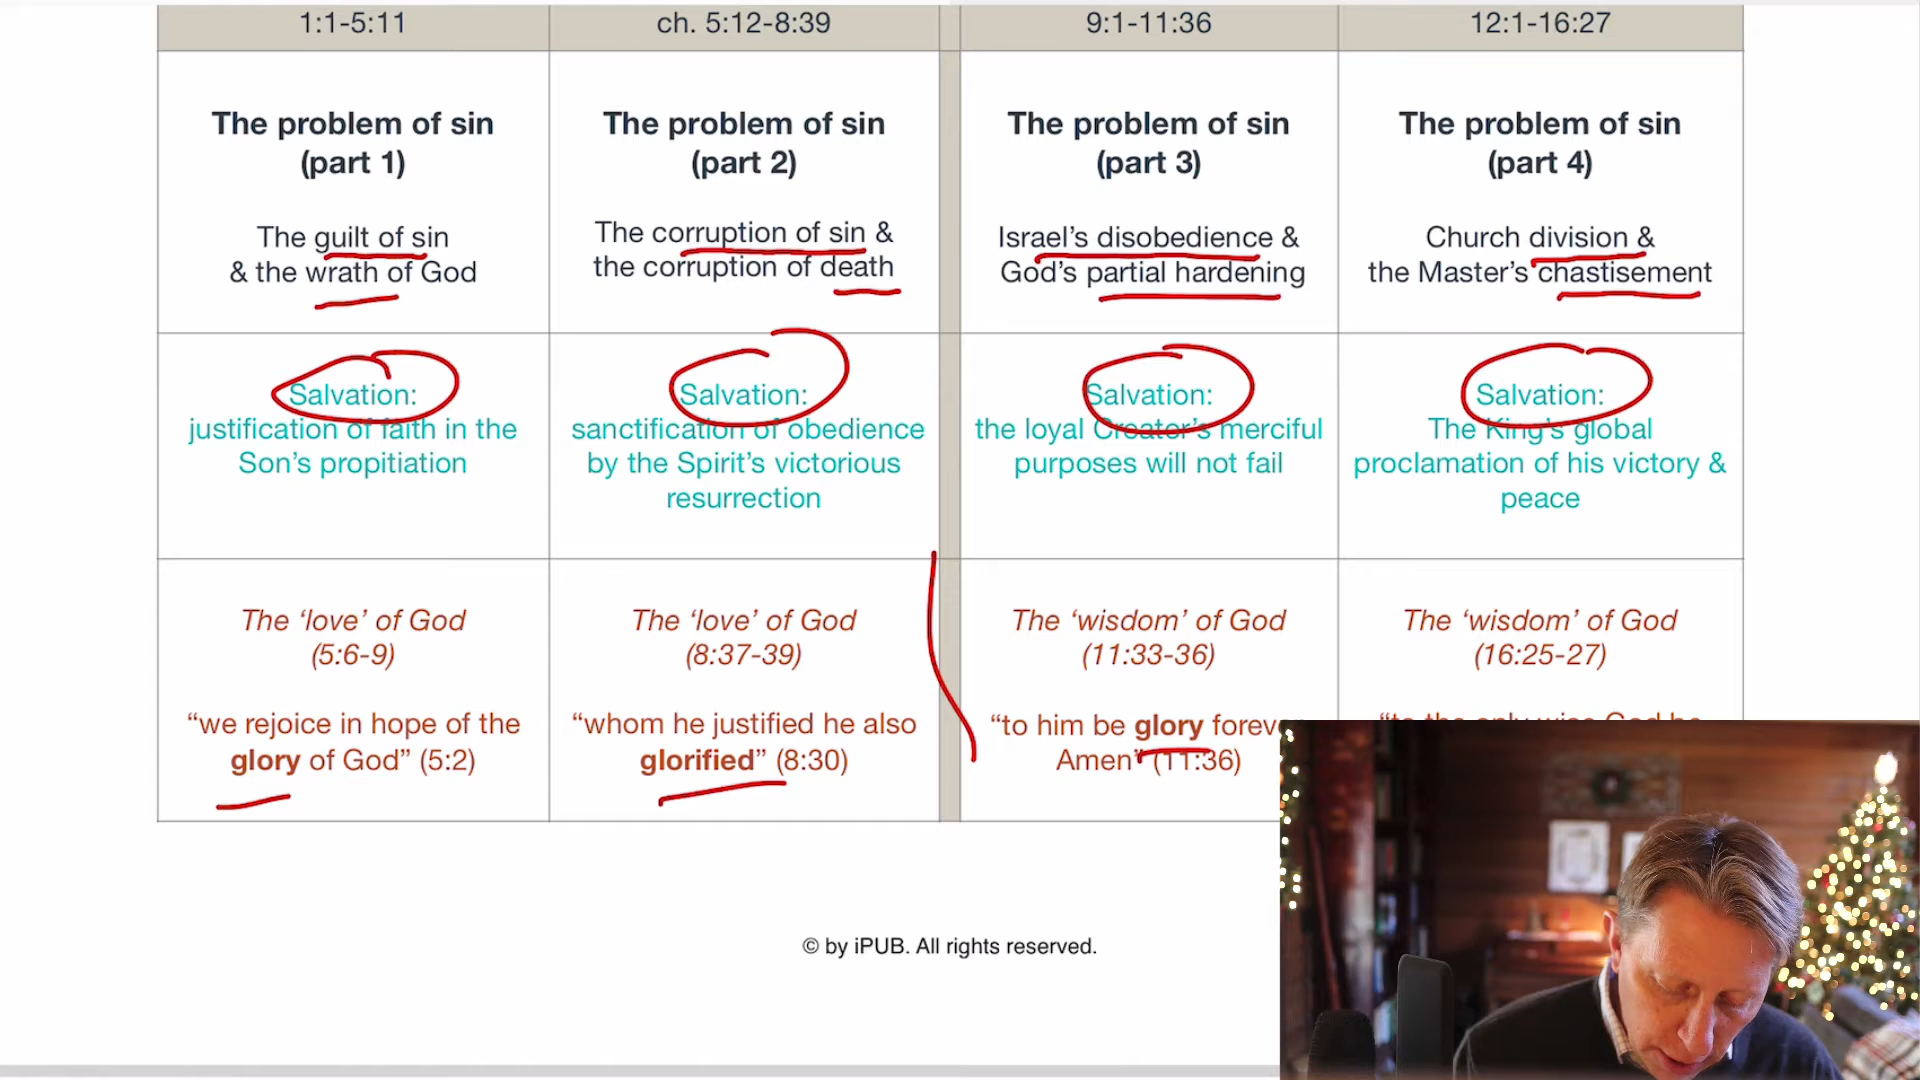 1:1-5:11
ch. 5:12-8:39
9:1-11:36
12:1-16:27
The problem of sin
(part 1)
The guilt of sin
& the wrath of God
The problem of sin
(part 2)
The corruption of sin &
the corruption of death
The problem of sin
(part 3)
Israel’s disobedience &
God’s partial hardening
The problem of sin
(part 4)
Church division &
the Master’s chastisement
Salvation:
justification of faith in the
Son’s propitiation
Salvation:
sanctification of obedience
by the Spirit’s victorious
resurrection
Salvation:
the loyal Creator’s merciful
purposes will not fail
Salvation:
The King’s global
proclamation of his victory &
peace
The ‘love’ of God
(5:6-9)
“we rejoice in hope of the
glory of God” (5:2)
The ‘love’ of God
(8:37-39)
“whom he justified he also
glorified” (8:30)
The ‘wisdom’ of God
(11:33-36)
“to him be glory forev
Amen” (11:36)
The ‘wisdom’ of God
(16:25-27)
“to the only wise God be
© by iPUB. All rights reserved.